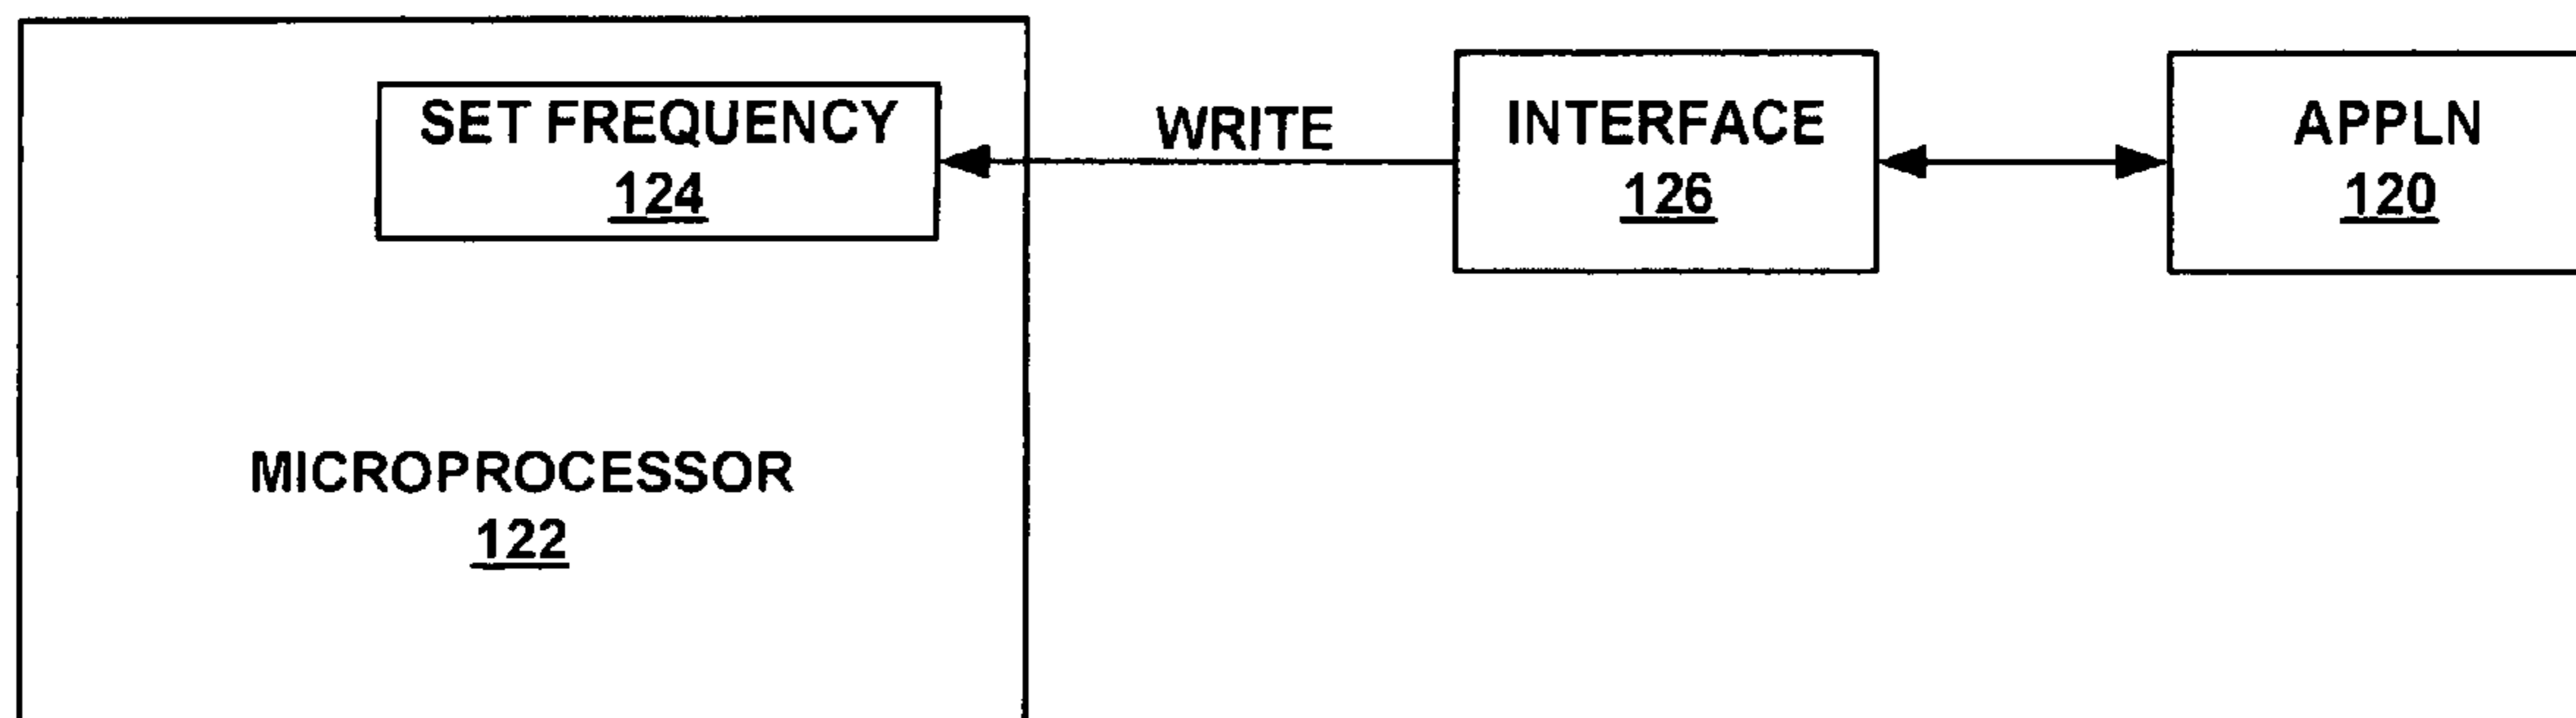 SET FREQUENCY
124
WRITE
INTERFACE
126
APPLN
120
MICROPROCESSOR
122